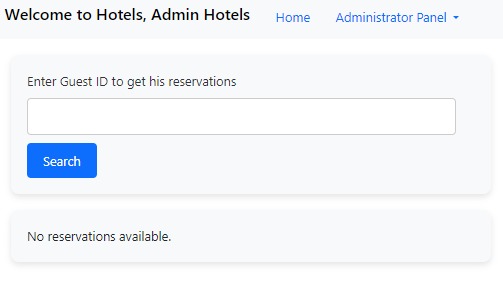 Welcome to Hotels, Admin Hotels Home Administrator Panel
Enter Guest ID to get his reservations
Search
No reservations available.